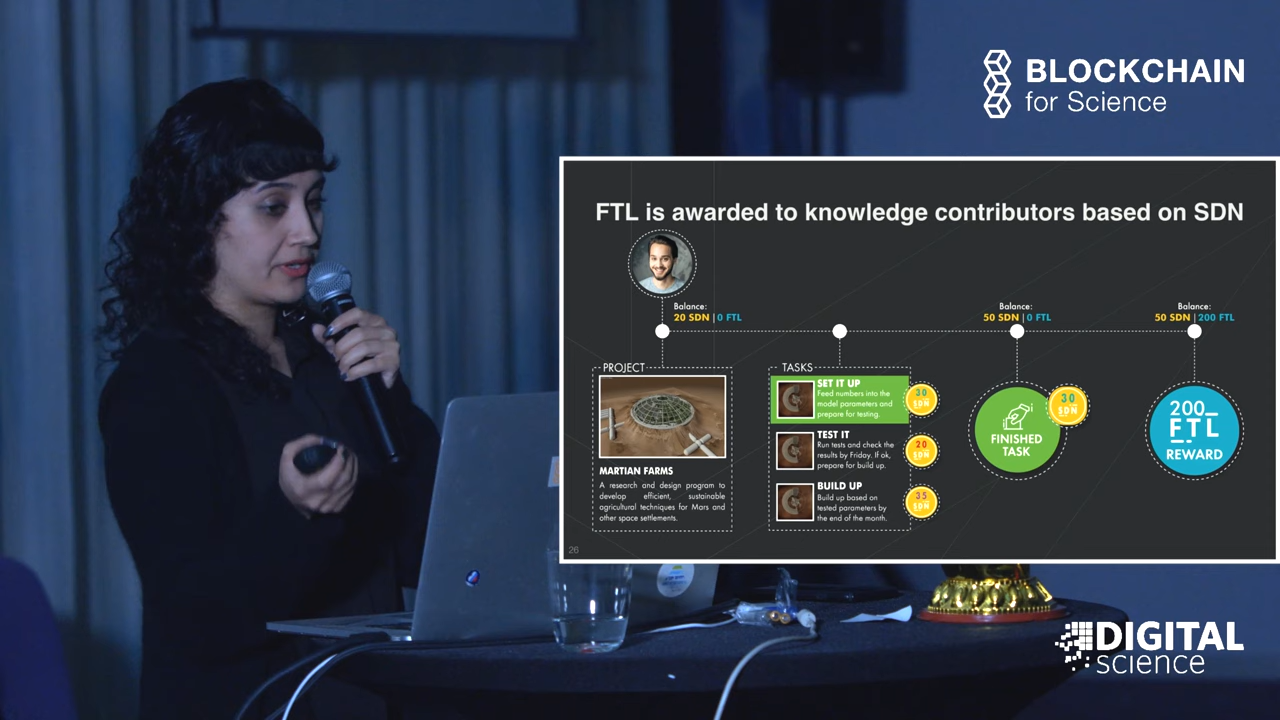 BLOCKCHAIN
for Science
FTL is awarded to knowledge contributors based on SDN
Balance:
20 SDN | 0 FTL
Balance:
50 SDN | 0 FTL
Balance:
50 SDN | 200 FTL
PROJECT
MARTIAN FARMS
A research and design program to
develop efficient, sustainable
agricultural techniques for Mars and
other space settlements.
TASKS
SET IT UP
Feed numbers into the
model parameters and
prepare for testing.
30
SDN
TEST IT
Run tests and check the
results by Friday. If ok,
prepare for build up.
20
SDN
BUILD UP
Build up based on
tested parameters by
the end of the month.
35
SDN
FINISHED
TASK
30
SDN
200_
FTL
REWARD
26
DIGITAL
science